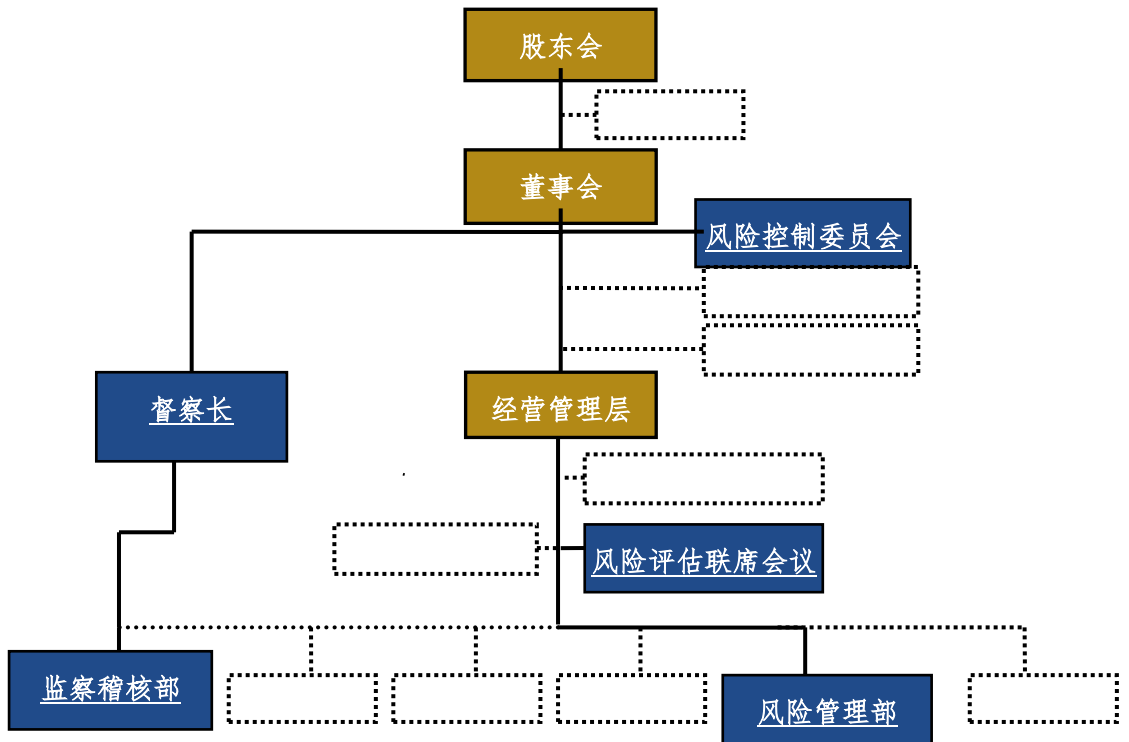 股东会
董事会
风险控制委员会
督察长
经营管理层
风险评估联席会议
监察稽核部
风险管理部